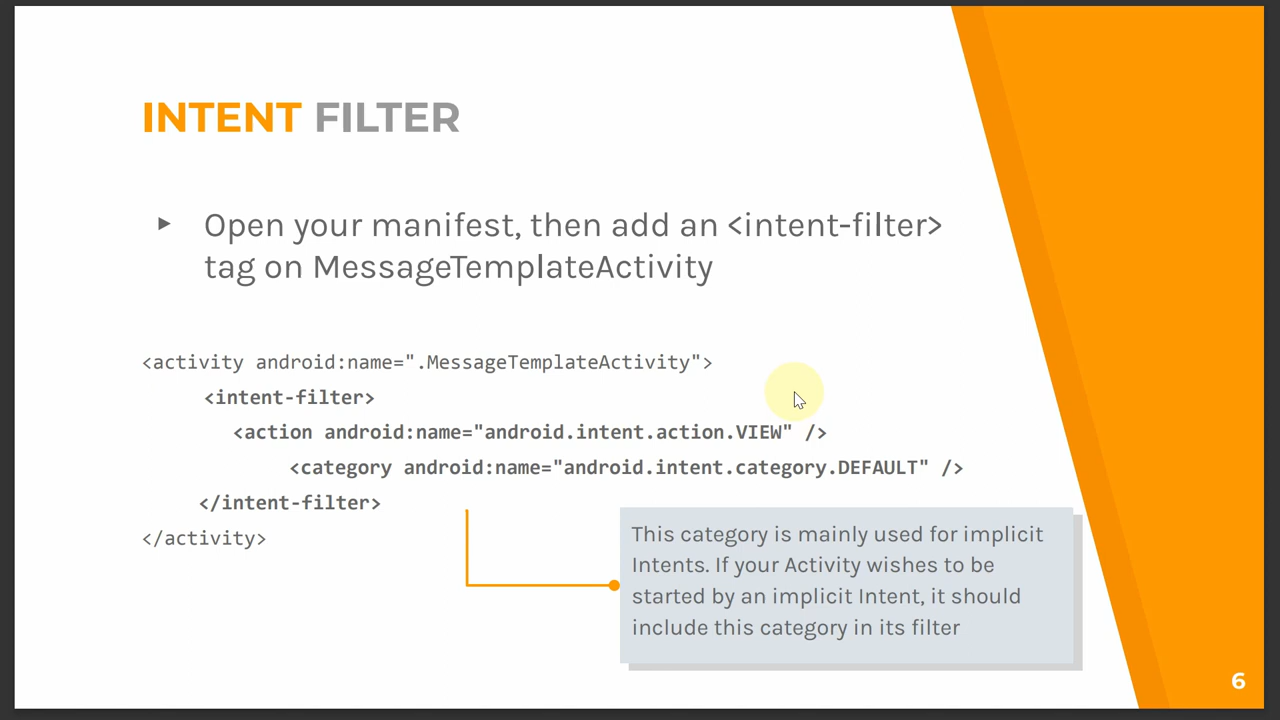 INTENT FILTER
► Open your manifest, then add an <intent-filter>
tag on MessageTemplateActivity
<activity android:name=".MessageTemplateActivity">
<intent-filter>
<action android:name="android.intent.action.VIEW" />
<category android:name="android.intent.category.DEFAULT" />
</intent-filter>
</activity>
This category is mainly used for implicit
Intents. If your Activity wishes to be
started by an implicit Intent, it should
include this category in its filter
6